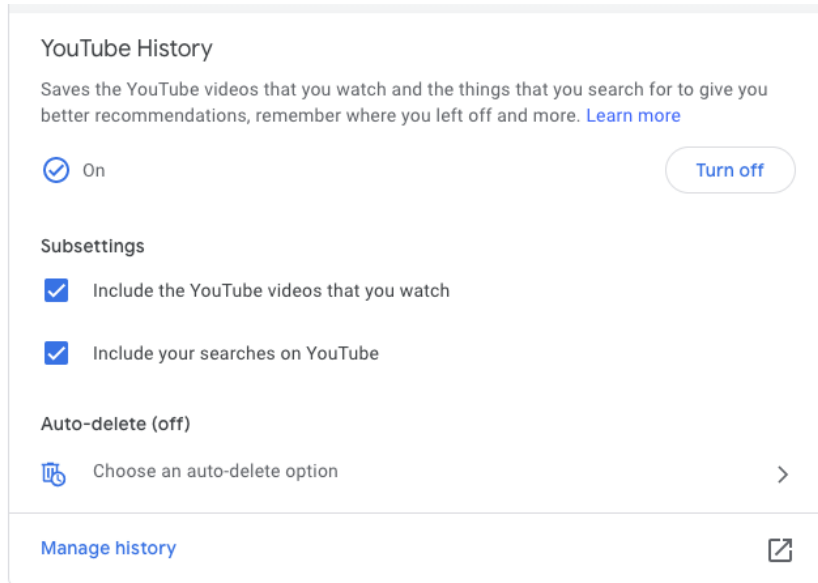 YouTube History
Saves the YouTube videos that you watch and the things that you search for to give you
better recommendations, remember where you left off and more. Learn more
On
Turn off
Subsettings
Include the YouTube videos that you watch
Include your searches on YouTube
Auto-delete (off)
Choose an auto-delete option
Manage history